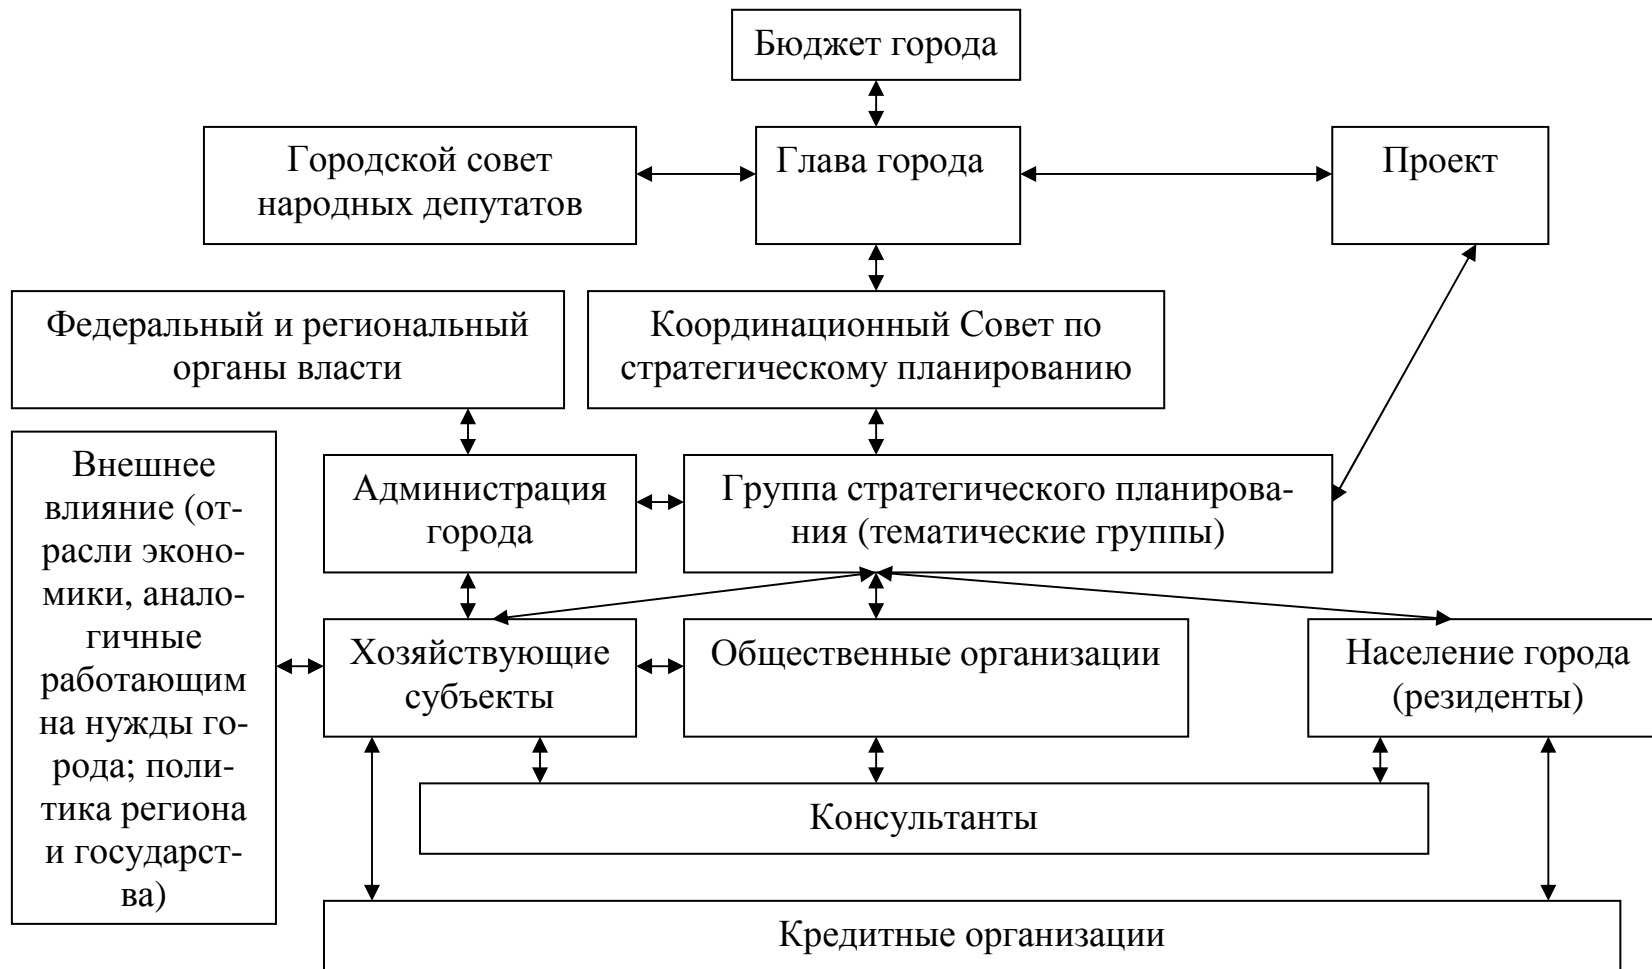 Бюджет города
Городской совет
народных депутатов
Глава города
Проект
Федеральный и региональный
органы власти
Координационный Совет по
стратегическому планированию
Внешнее
влияние (от-
расли эконо-
мики, анало-
гичные
работающим
на нужды го-
рода; поли-
тика региона
и государст-
ва)
Администрация
города
Группа стратегического планирова-
ния (тематические группы)
Хозяйствующие
субъекты
Общественные организации
Население города
(резиденты)
Консультанты
Кредитные организации